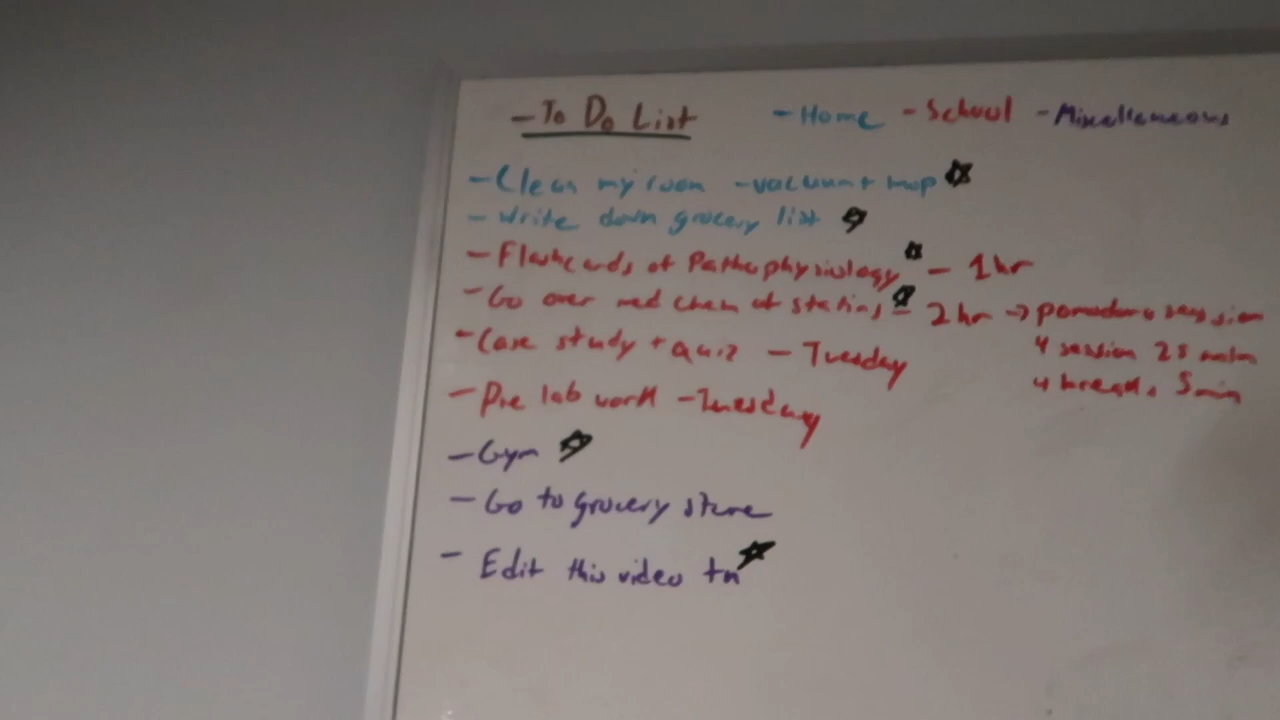 - To Do List - Home - School - Miscellaneous
- Clean my room - vacuum + mop
- Write down grocery list
- Flashcards of Pathophysiology - 1 hr
- Go over med chem of statins - 2 hr -> pomodoro session
4 session 25 min
4 breaks 5 min
- Case study + quiz - Tuesday
- Pre lab work - Tuesday
- Gym
- Go to grocery store
- Edit this video tn